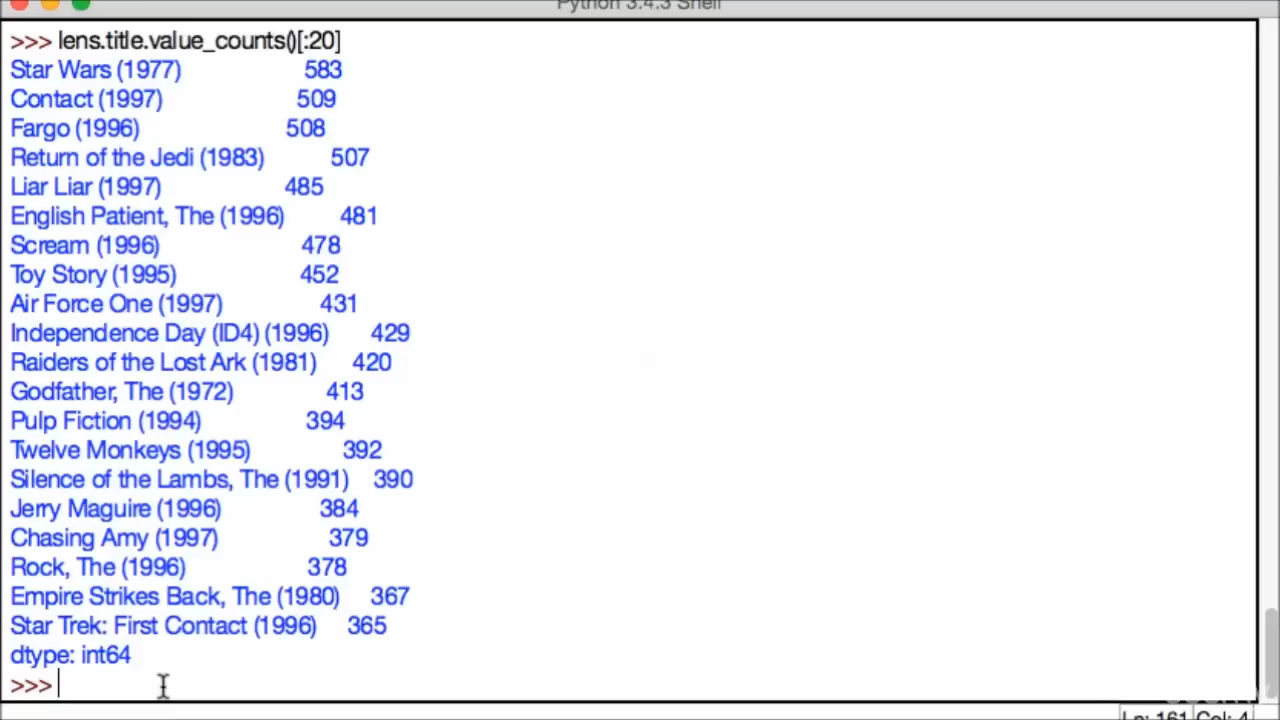 Python 3.4.3 Shell
>>> lens.title.value_counts()[:20]
Star Wars (1977) 583
Contact (1997) 509
Fargo (1996) 508
Return of the Jedi (1983) 507
Liar Liar (1997) 485
English Patient, The (1996) 481
Scream (1996) 478
Toy Story (1995) 452
Air Force One (1997) 431
Independence Day (ID4) (1996) 429
Raiders of the Lost Ark (1981) 420
Godfather, The (1972) 413
Pulp Fiction (1994) 394
Twelve Monkeys (1995) 392
Silence of the Lambs, The (1991) 390
Jerry Maguire (1996) 384
Chasing Amy (1997) 379
Rock, The (1996) 378
Empire Strikes Back, The (1980) 367
Star Trek: First Contact (1996) 365
dtype: int64
>>>
Ln: 161 Col: 4